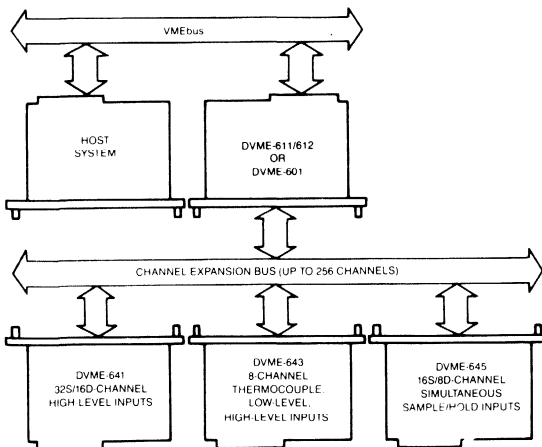 VMEbus
HOST
SYSTEM
DVME-611/612
OR
DVME-601
CHANNEL EXPANSION BUS (UP TO 256 CHANNELS)
DVME-641
32S/16D-CHANNEL
HIGH LEVEL INPUTS
DVME-643
8-CHANNEL
THERMOCOUPLE,
LOW-LEVEL,
HIGH-LEVEL INPUTS
DVME-645
16S/8D-CHANNEL
SIMULTANEOUS
SAMPLE/HOLD INPUTS